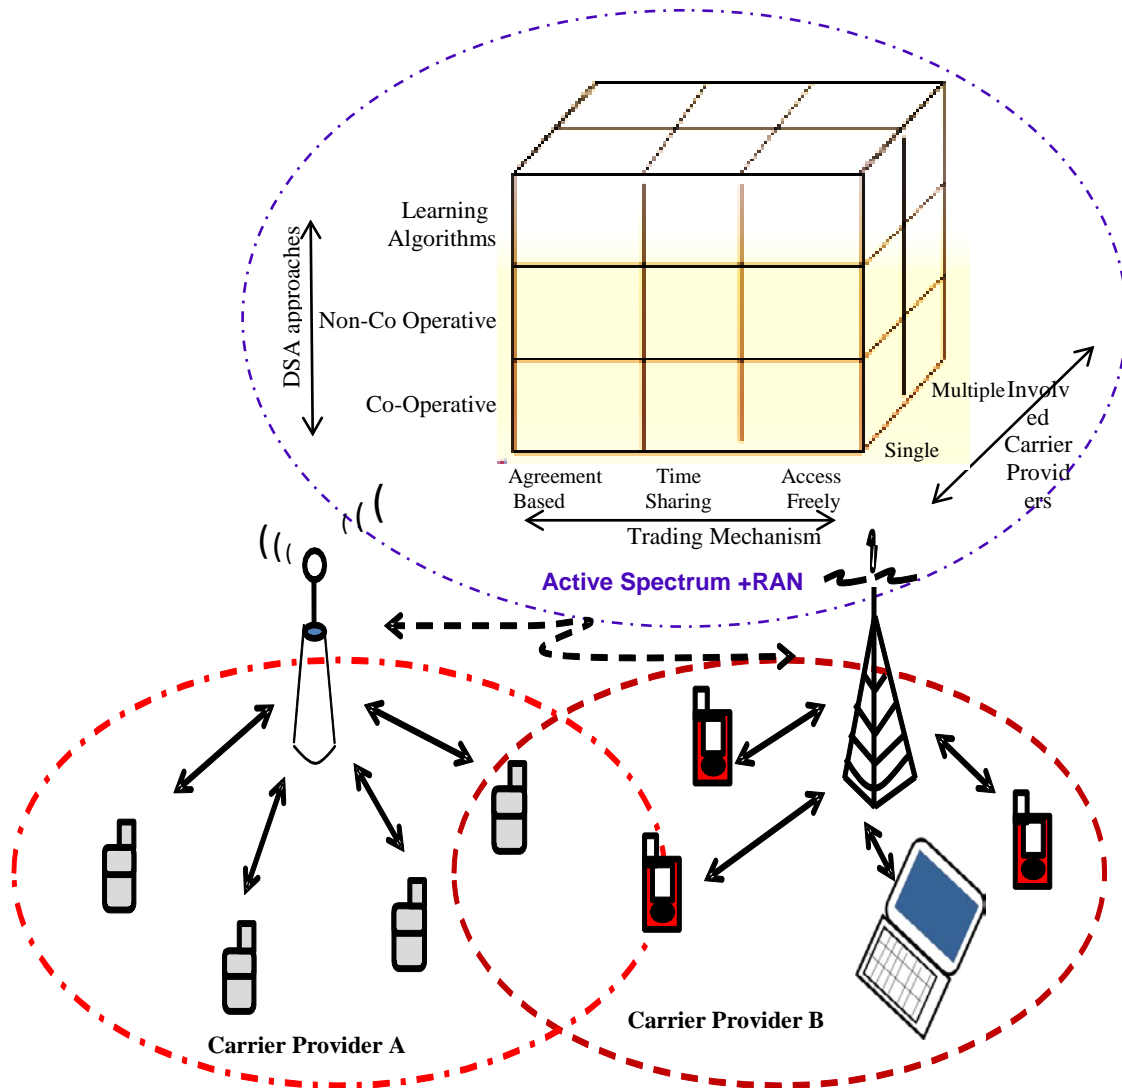 Learning
Algorithms
DSA approaches
Non-Co Operative
Co-Operative
Multiple
Involv
ed
Carrier
Provid
ers
Single
Agreement
Based
Time
Sharing
Access
Freely
Trading Mechanism
Active Spectrum +RAN
Carrier Provider B
Carrier Provider A